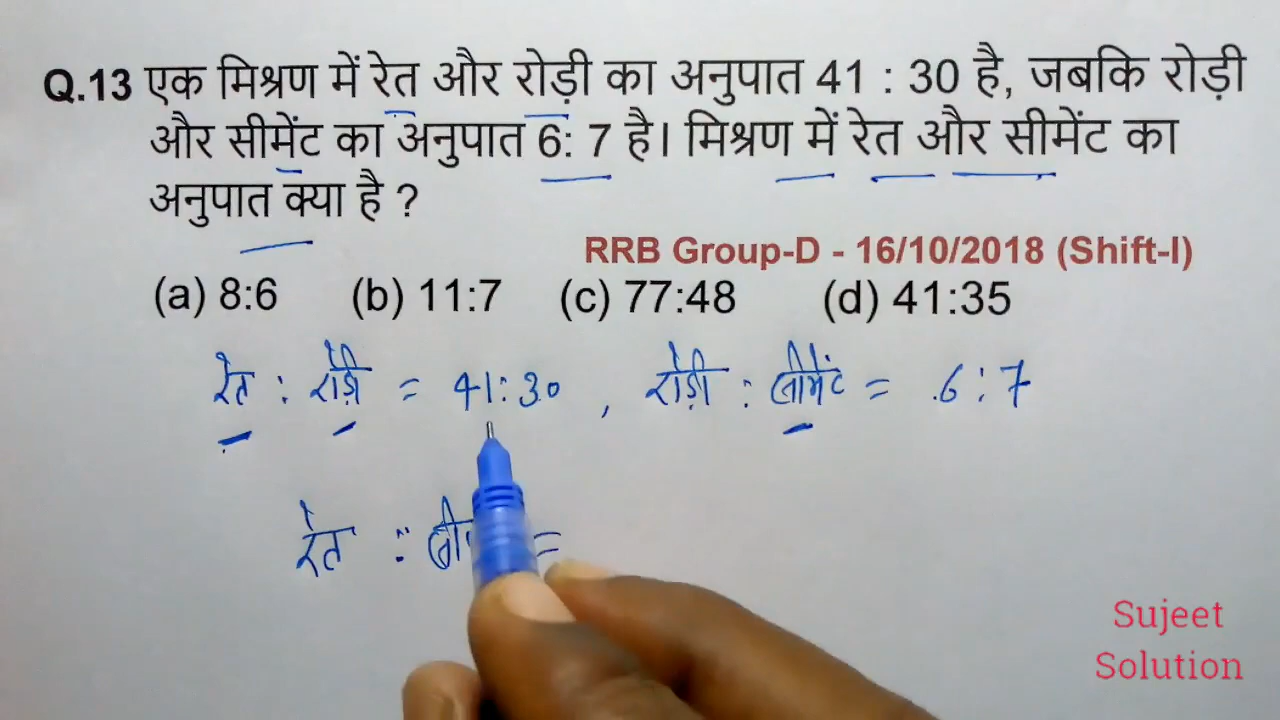 Q.13 एक मिश्रण में रेत और रोड़ी का अनुपात 41 : 30 है, जबकि रोड़ी
और सीमेंट का अनुपात 6: 7 है। मिश्रण में रेत और सीमेंट का
अनुपात क्या है ?
RRB Group-D - 16/10/2018 (Shift-I)
(a) 8:6 (b) 11:7 (c) 77:48 (d) 41:35
रेत : रोड़ी = 41:30 , रोड़ी : सीमेंट = 6:7
रेत : =
Sujeet
Solution